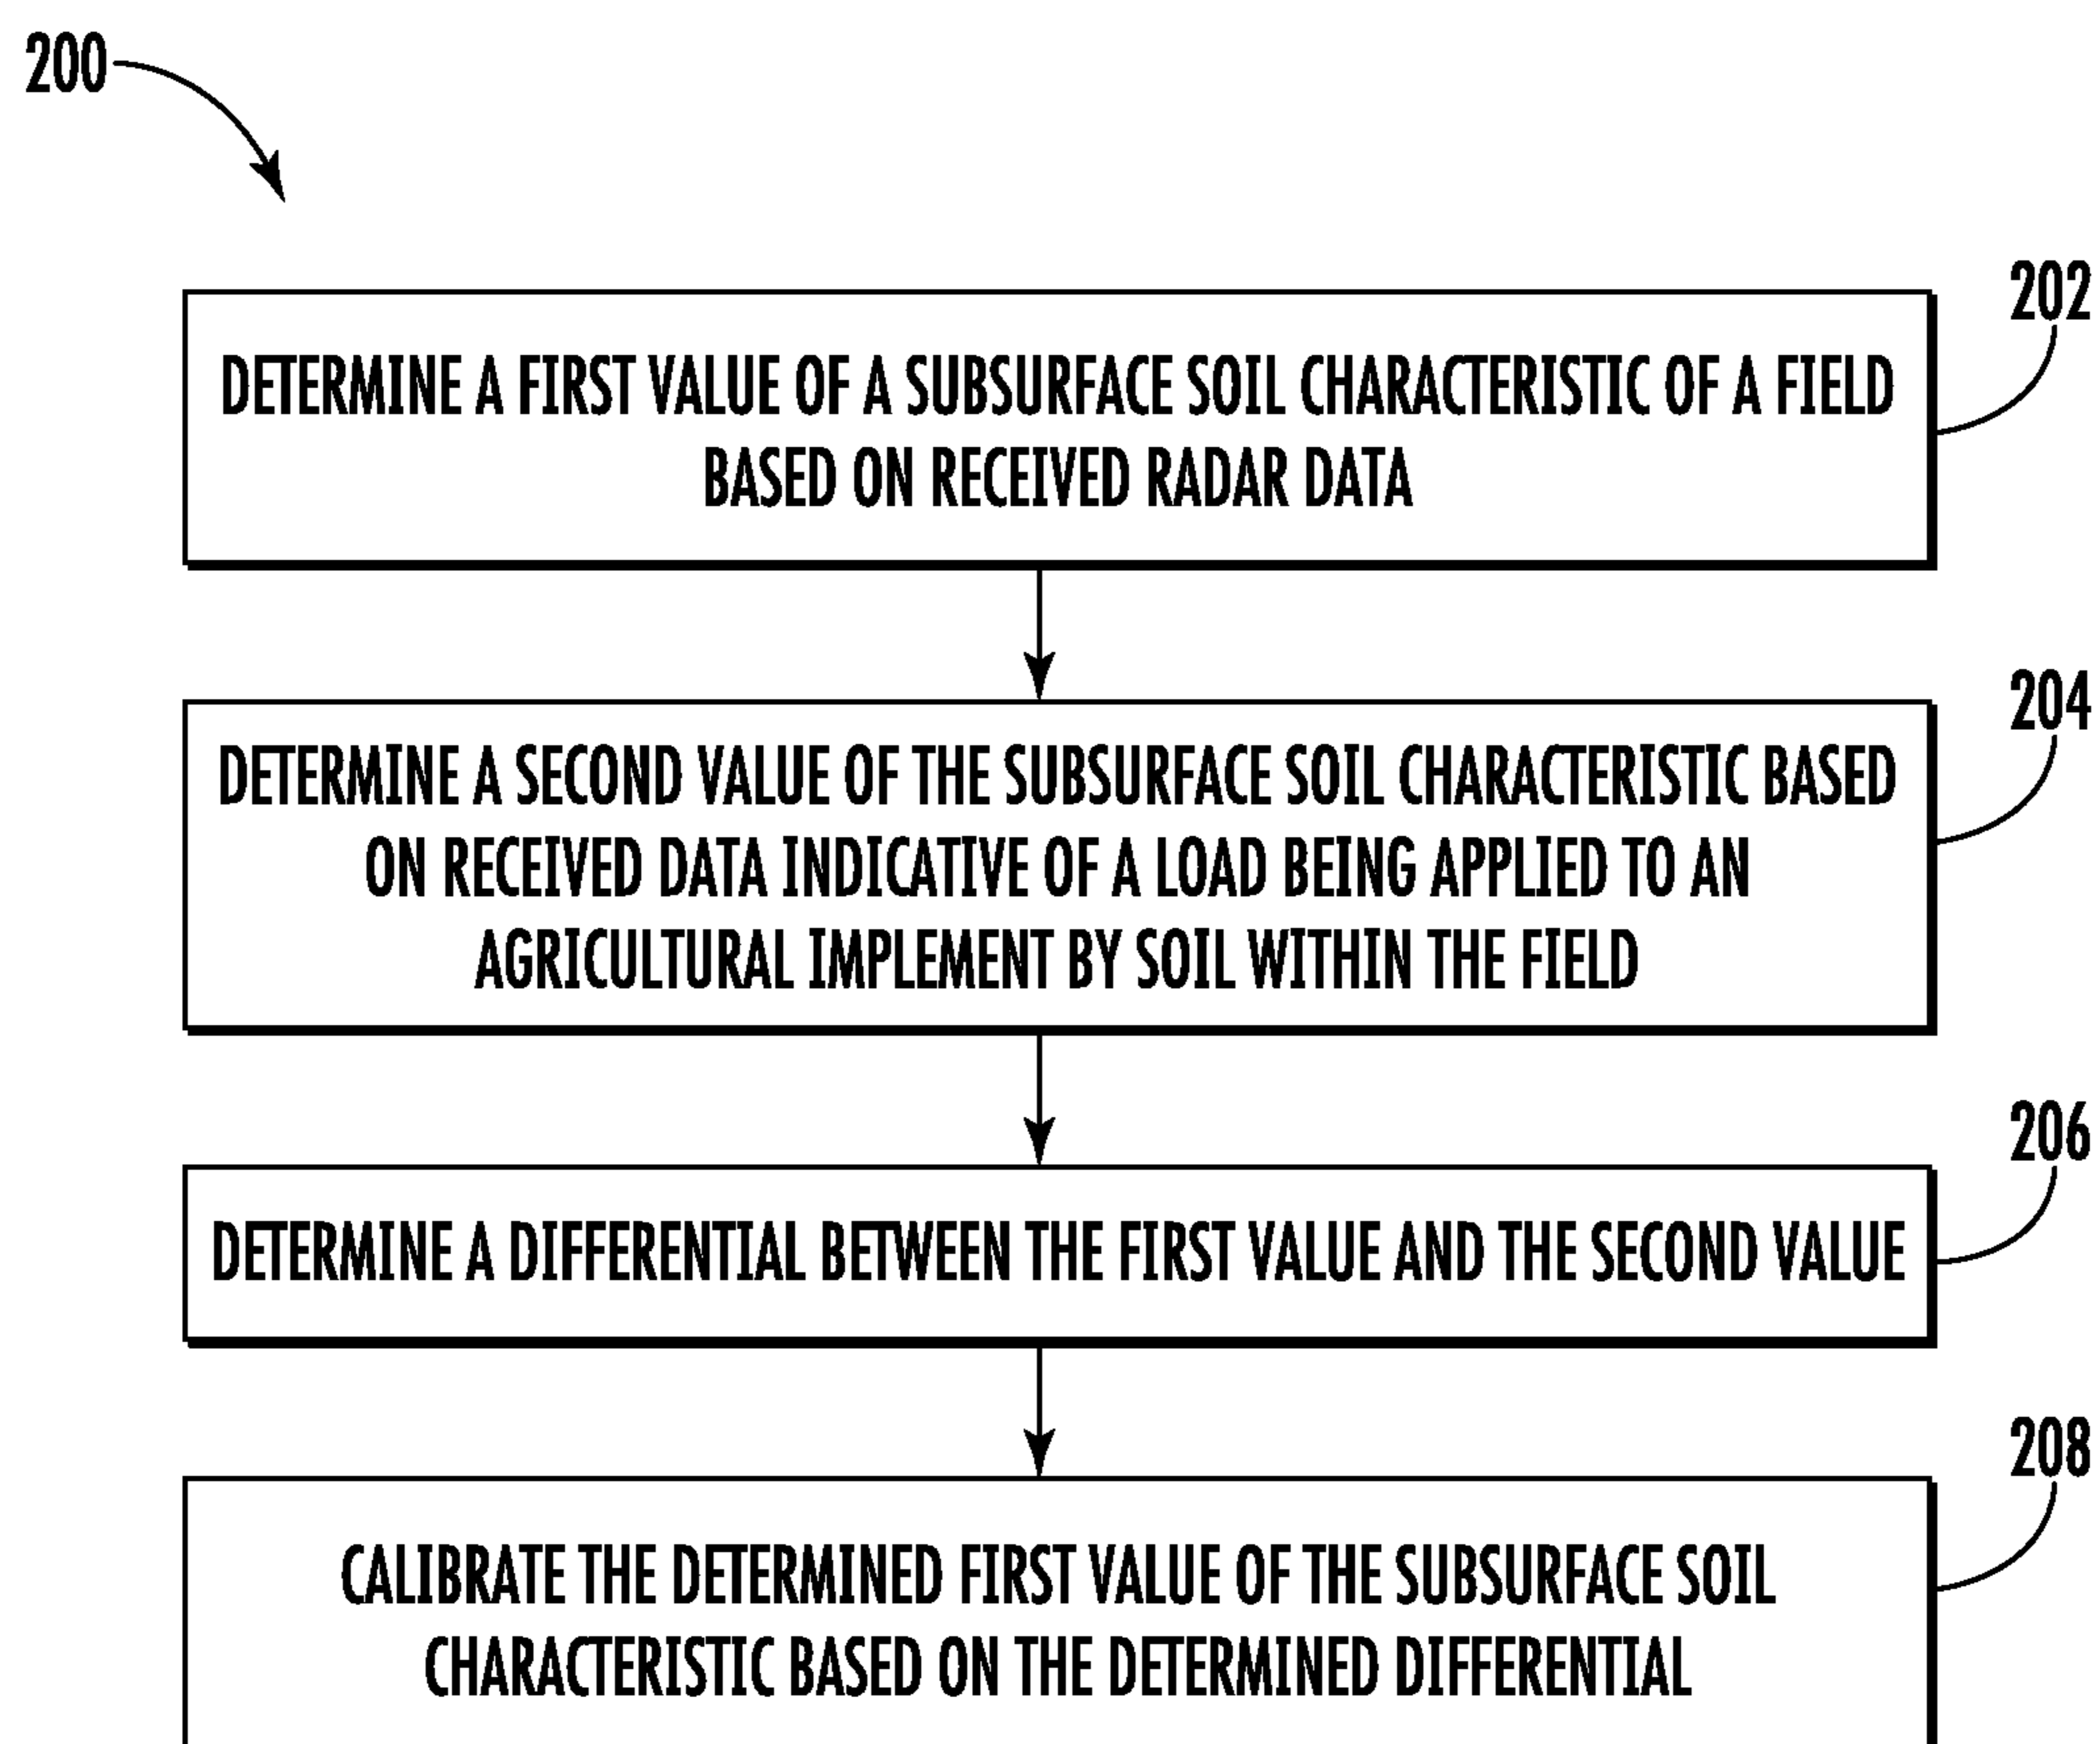 200
202
DETERMINE A FIRST VALUE OF A SUBSURFACE SOIL CHARACTERISTIC OF A FIELD
BASED ON RECEIVED RADAR DATA
204
DETERMINE A SECOND VALUE OF THE SUBSURFACE SOIL CHARACTERISTIC BASED
ON RECEIVED DATA INDICATIVE OF A LOAD BEING APPLIED TO AN
AGRICULTURAL IMPLEMENT BY SOIL WITHIN THE FIELD
206
DETERMINE A DIFFERENTIAL BETWEEN THE FIRST VALUE AND THE SECOND VALUE
208
CALIBRATE THE DETERMINED FIRST VALUE OF THE SUBSURFACE SOIL
CHARACTERISTIC BASED ON THE DETERMINED DIFFERENTIAL